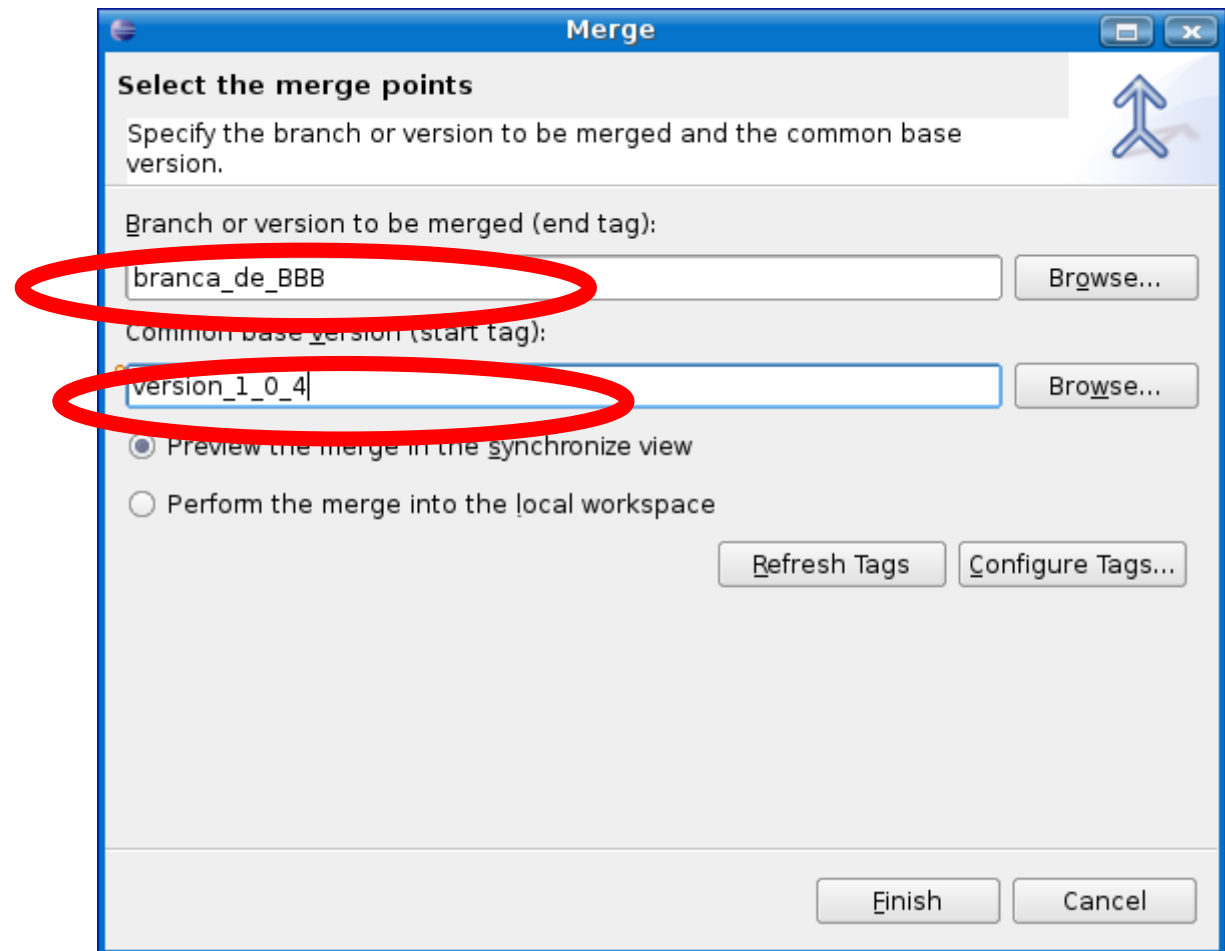 Merge
Select the merge points
Specify the branch or version to be merged and the common base
version.
Branch or version to be merged (end tag):
branca_de_BBB
Browse...
Common base version (start tag):
version_1_0_4
Browse...
Preview the merge in the synchronize view
Perform the merge into the local workspace
Refresh Tags
Configure Tags...
Finish
Cancel